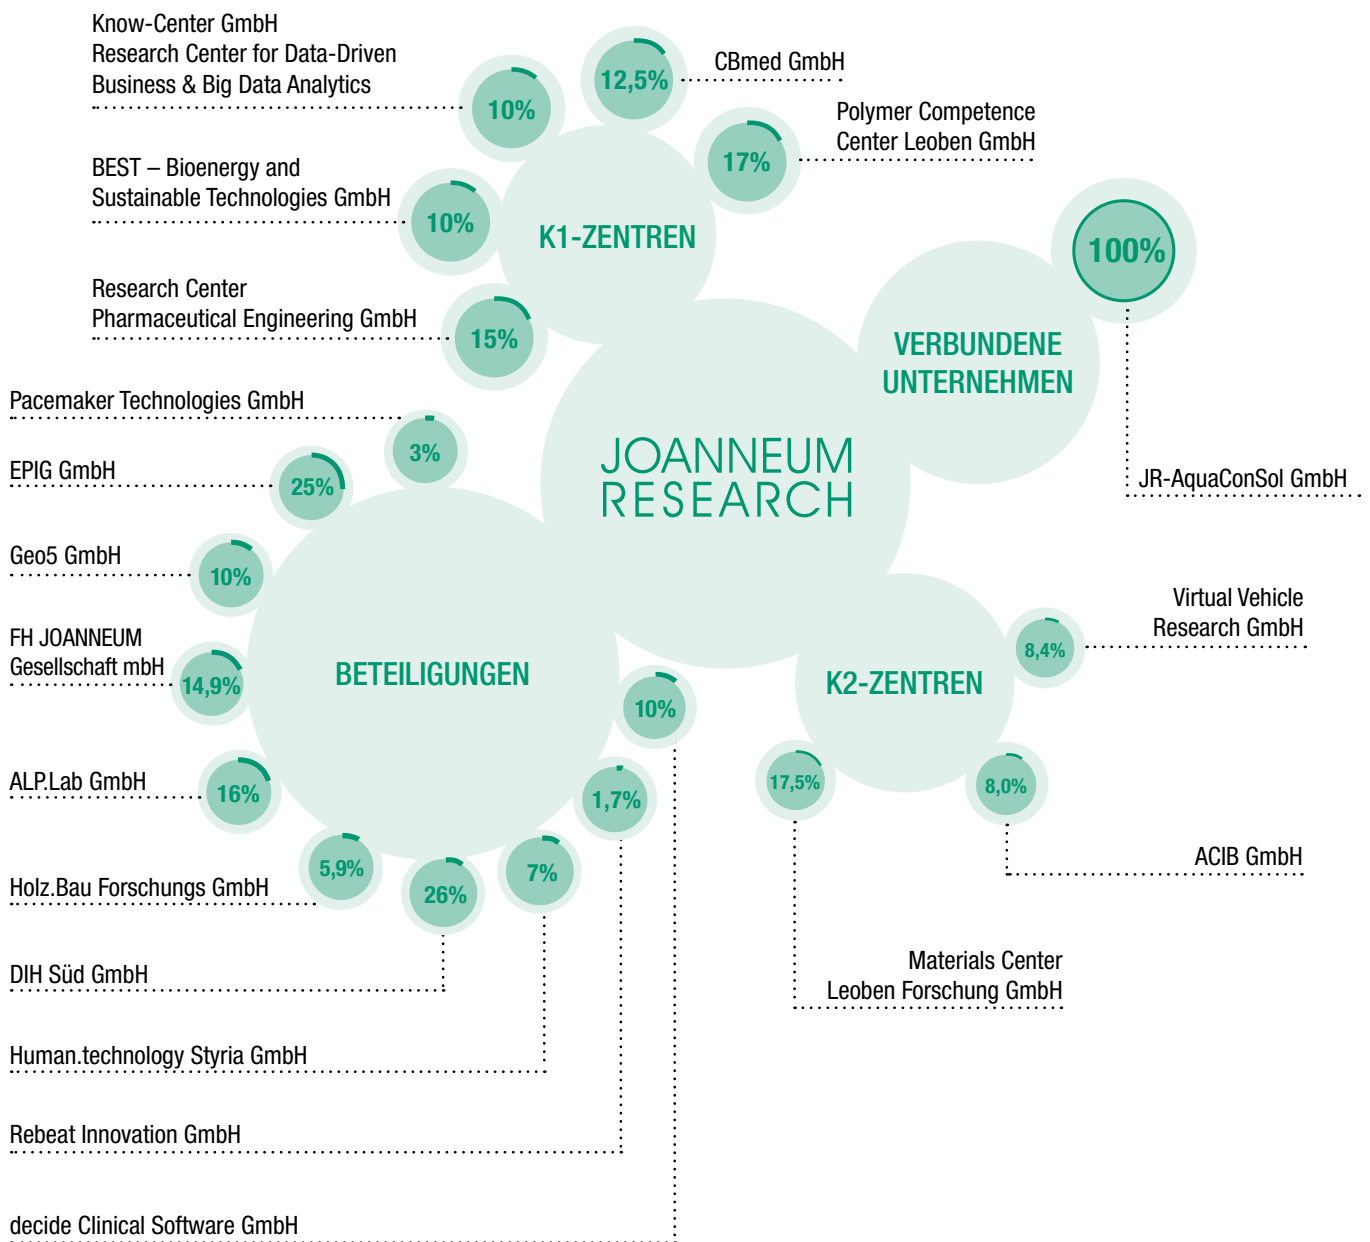 Know-Center GmbH
Research Center for Data-Driven
Business & Big Data Analytics
10%
12,5%
CBmed GmbH
Polymer Competence
Center Leoben GmbH
17%
BEST – Bioenergy and
Sustainable Technologies GmbH
10%
K1-ZENTREN
100%
Research Center
Pharmaceutical Engineering GmbH
15%
VERBUNDENE
UNTERNEHMEN
JR-AquaConSol GmbH
JOANNEUM
RESEARCH
Pacemaker Technologies GmbH
3%
EPIG GmbH
25%
Geo5 GmbH
10%
FH JOANNEUM
Gesellschaft mbH
14,9%
BETEILIGUNGEN
ALP.Lab GmbH
16%
Holz.Bau Forschungs GmbH
5,9%
DIH Süd GmbH
26%
Human.technology Styria GmbH
7%
Rebeat Innovation GmbH
1,7%
decide Clinical Software GmbH
10%
K2-ZENTREN
Virtual Vehicle
Research GmbH
8,4%
ACIB GmbH
8,0%
Materials Center
Leoben Forschung GmbH
17,5%